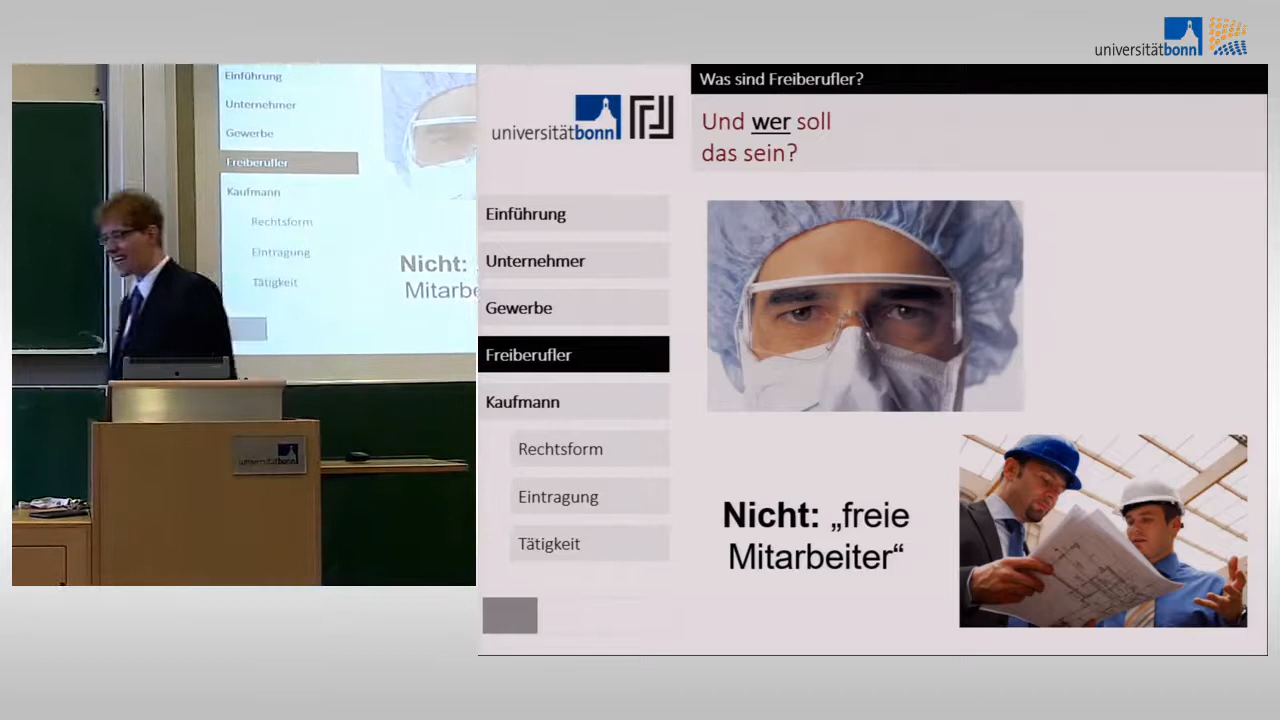 universitätbonn
Einführung
Unternehmer
Gewerbe
Freiberufler
Kaufmann
Rechtsform
Eintragung
Tätigkeit
Nicht:
Mitarbe
universitätbonn
universitätbonn
Was sind Freiberufler?
Und wer soll
das sein?
Einführung
Unternehmer
Gewerbe
Freiberufler
Kaufmann
Rechtsform
Eintragung
Tätigkeit
Nicht: „freie
Mitarbeiter“